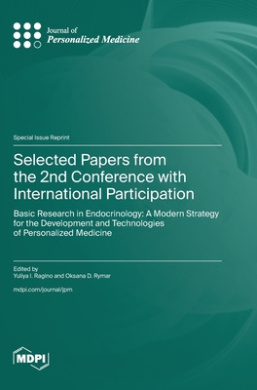 Journal of
Personalized Medicine
Special Issue Reprint
Selected Papers from
the 2nd Conference with
International Participation
Basic Research in Endocrinology: A Modern Strategy
for the Development and Technologies
of Personalized Medicine
Edited by
Yuliya I. Ragino and Oksana D. Rymar
mdpi.com/journal/jpm
MDPI